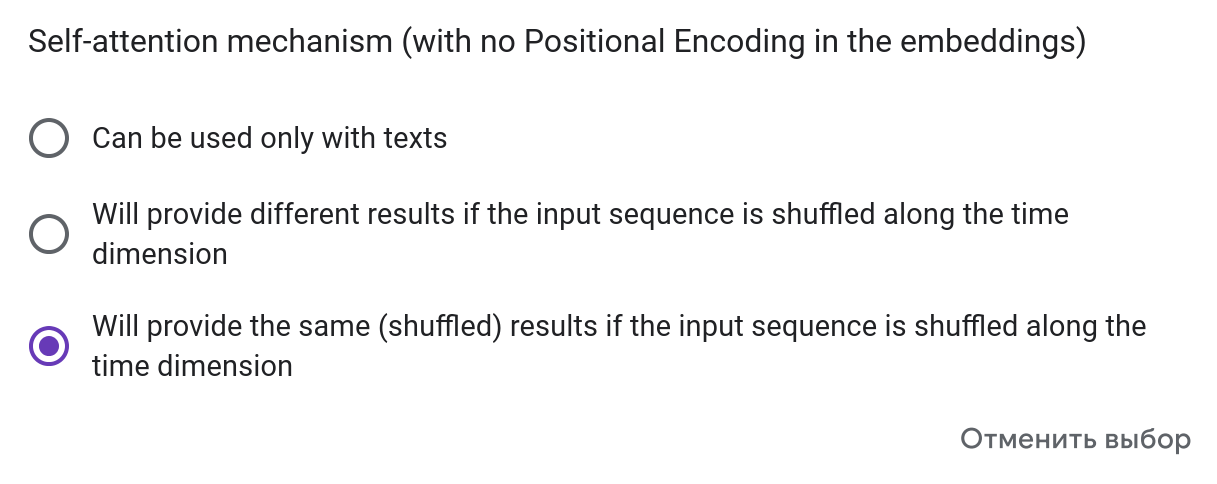 Self-attention mechanism (with no Positional Encoding in the embeddings)
Can be used only with texts
Will provide different results if the input sequence is shuffled along the time
dimension
Will provide the same (shuffled) results if the input sequence is shuffled along the
time dimension
Отменить выбор